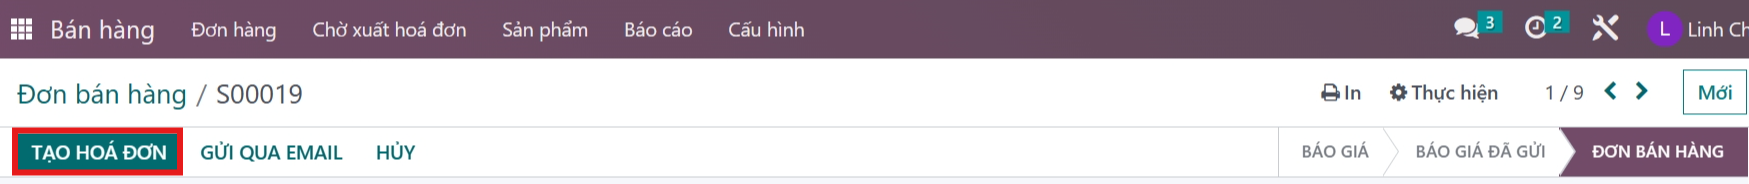 Bán hàng Đơn hàng Chờ xuất hoá đơn Sản phẩm Báo cáo Cấu hình 3 2 L Linh Ch
Đơn bán hàng / S00019 In Thực hiện 1 / 9 Mới
TẠO HOÁ ĐƠN GỬI QUA EMAIL HỦY BÁO GIÁ BÁO GIÁ ĐÃ GỬI ĐƠN BÁN HÀNG